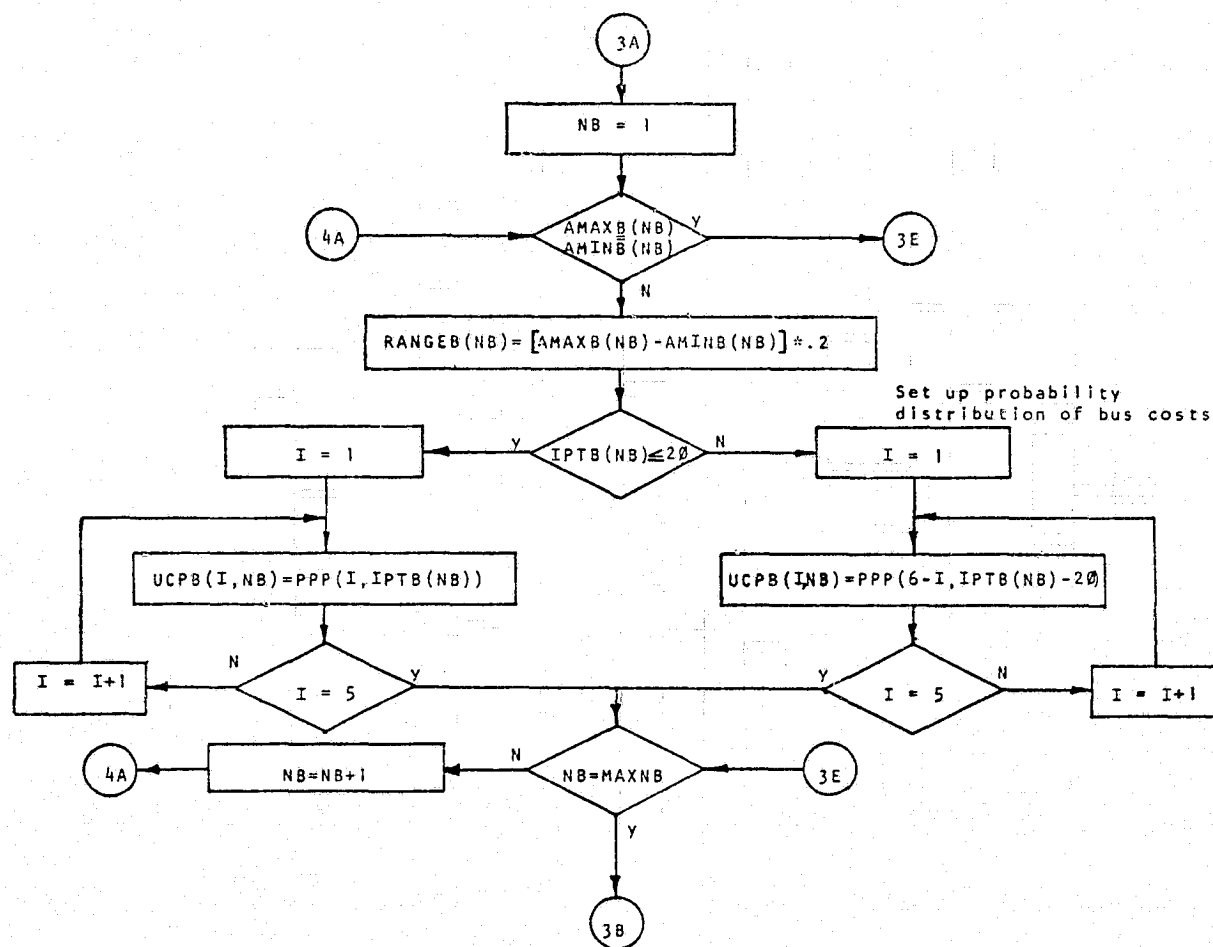 3A
NB = 1
4A
AMAXB(NB)
=
AMINB(NB)
Y
3E
N
RANGEB(NB)=[AMAXB(NB)-AMINB(NB)]*.2
Set up probability
distribution of bus costs
I = 1
Y
IPTB(NB)≤2Ø
N
I = 1
UCPB(I,NB)=PPP(I,IPTB(NB))
UCPB(I,NB)=PPP(6-I,IPTB(NB)-2Ø)
I = I+1
N
I = 5
Y
Y
I = 5
N
I = I+1
4A
NB=NB+1
N
NB=MAXNB
3E
Y
3B